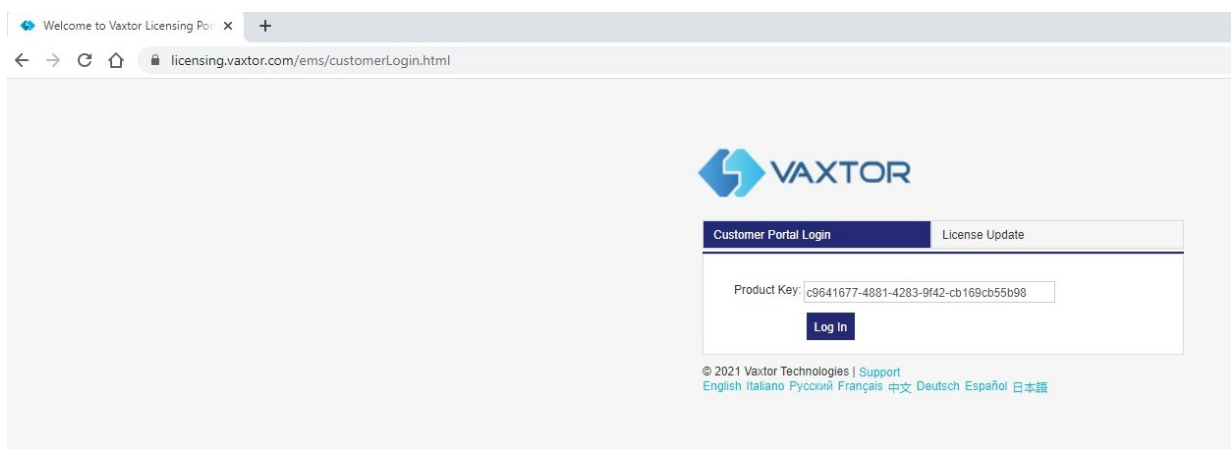 Welcome to Vaxtor Licensing Por
licensing.vaxtor.com/ems/customerLogin.html
VAXTOR
Customer Portal Login License Update
Product Key: c9641677-4881-4283-9f42-cb169cb55b98
Log In
© 2021 Vaxtor Technologies | Support
English Italiano Русский Français 中文 Deutsch Español 日本語